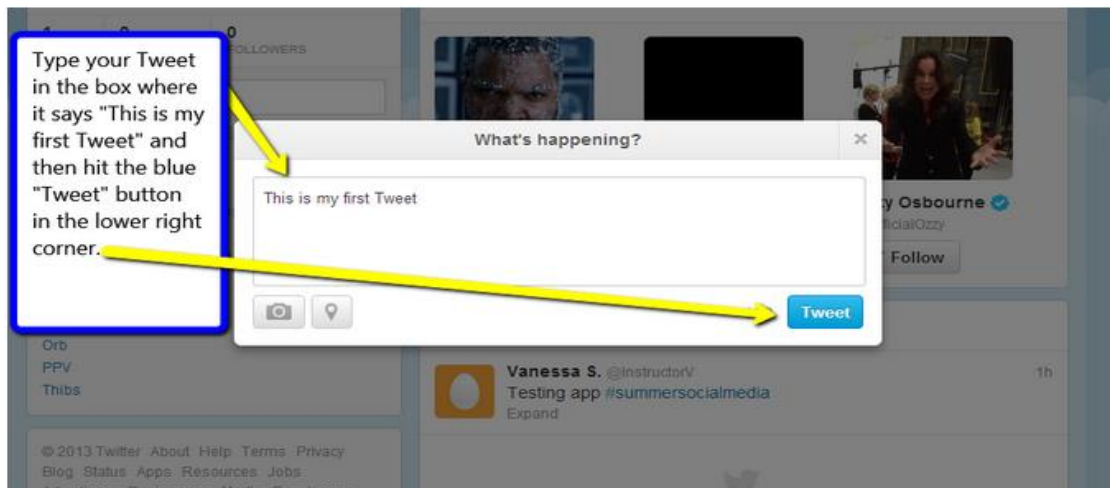 1 0 0
FOLLOWERS
Type your Tweet
in the box where
it says "This is my
first Tweet" and
then hit the blue
"Tweet" button
in the lower right
corner.
What's happening?
This is my first Tweet
Tweet
Osbourne
Follow
Orb
PPV
Thibs
Vanessa S. @InstructorV 1h
Testing app #summersocialmedia
Expand
© 2013 Twitter About Help Terms Privacy
Blog Status Apps Resources Jobs